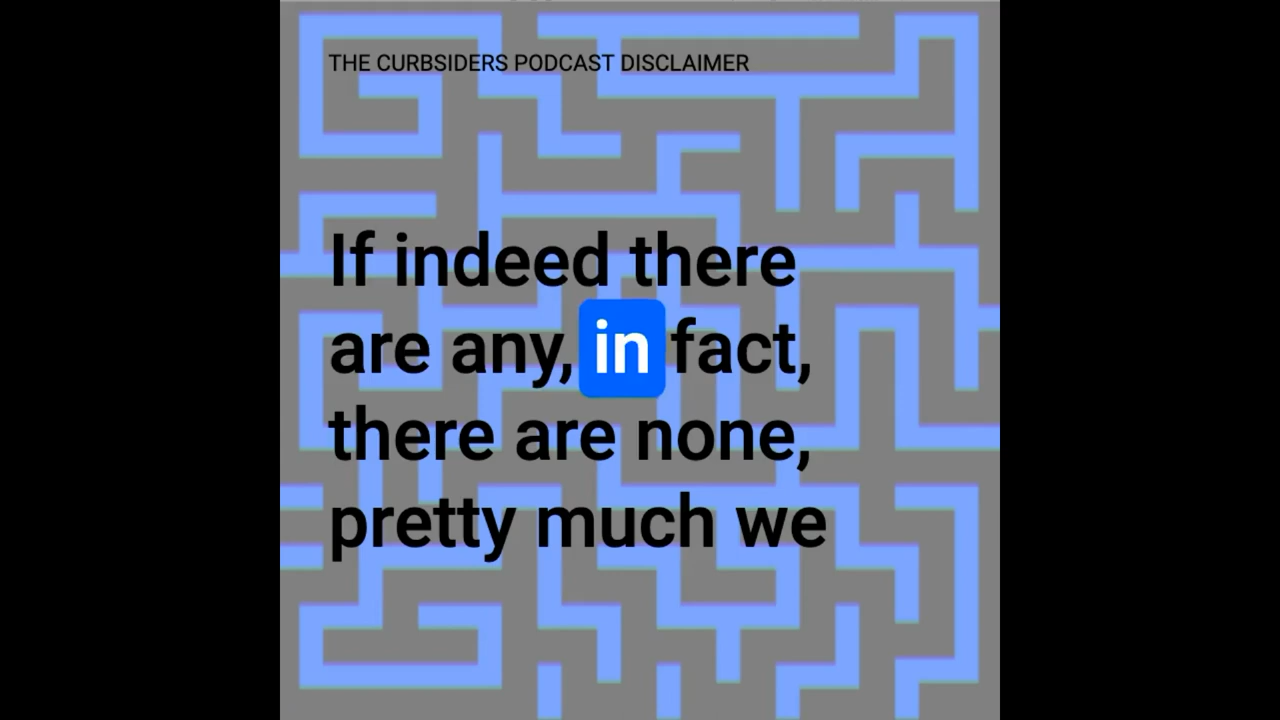 THE CURBSIDERS PODCAST DISCLAIMER
If indeed there
are any, in fact,
there are none,
pretty much we